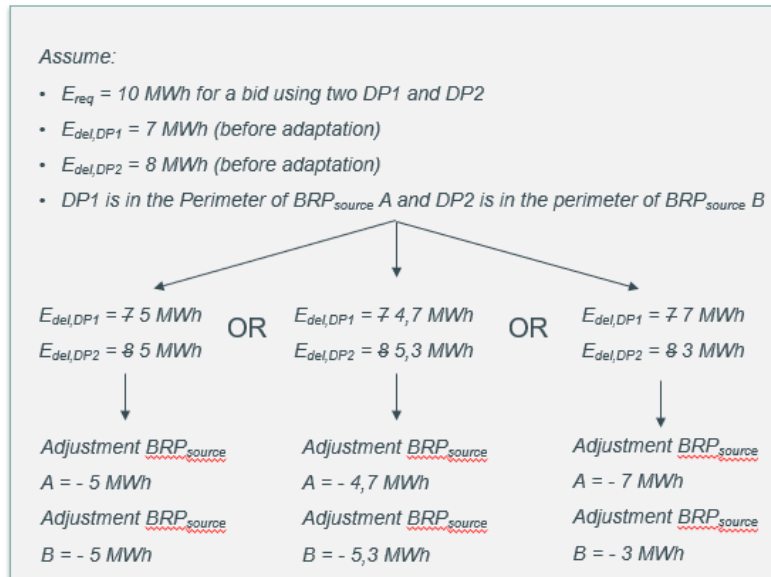 Assume:
• Ereq = 10 MWh for a bid using two DP1 and DP2
• Edel,DP1 = 7 MWh (before adaptation)
• Edel,DP2 = 8 MWh (before adaptation)
• DP1 is in the Perimeter of BRPsource A and DP2 is in the perimeter of BRPsource B
Edel,DP1 = 7 5 MWh
Edel,DP2 = 8 5 MWh
OR
Edel,DP1 = 7 4,7 MWh
Edel,DP2 = 8 5,3 MWh
OR
Edel,DP1 = 7 7 MWh
Edel,DP2 = 8 3 MWh
Adjustment BRPsource
A = - 5 MWh
Adjustment BRPsource
B = - 5 MWh
Adjustment BRPsource
A = - 4,7 MWh
Adjustment BRPsource
B = - 5,3 MWh
Adjustment BRPsource
A = - 7 MWh
Adjustment BRPsource
B = - 3 MWh